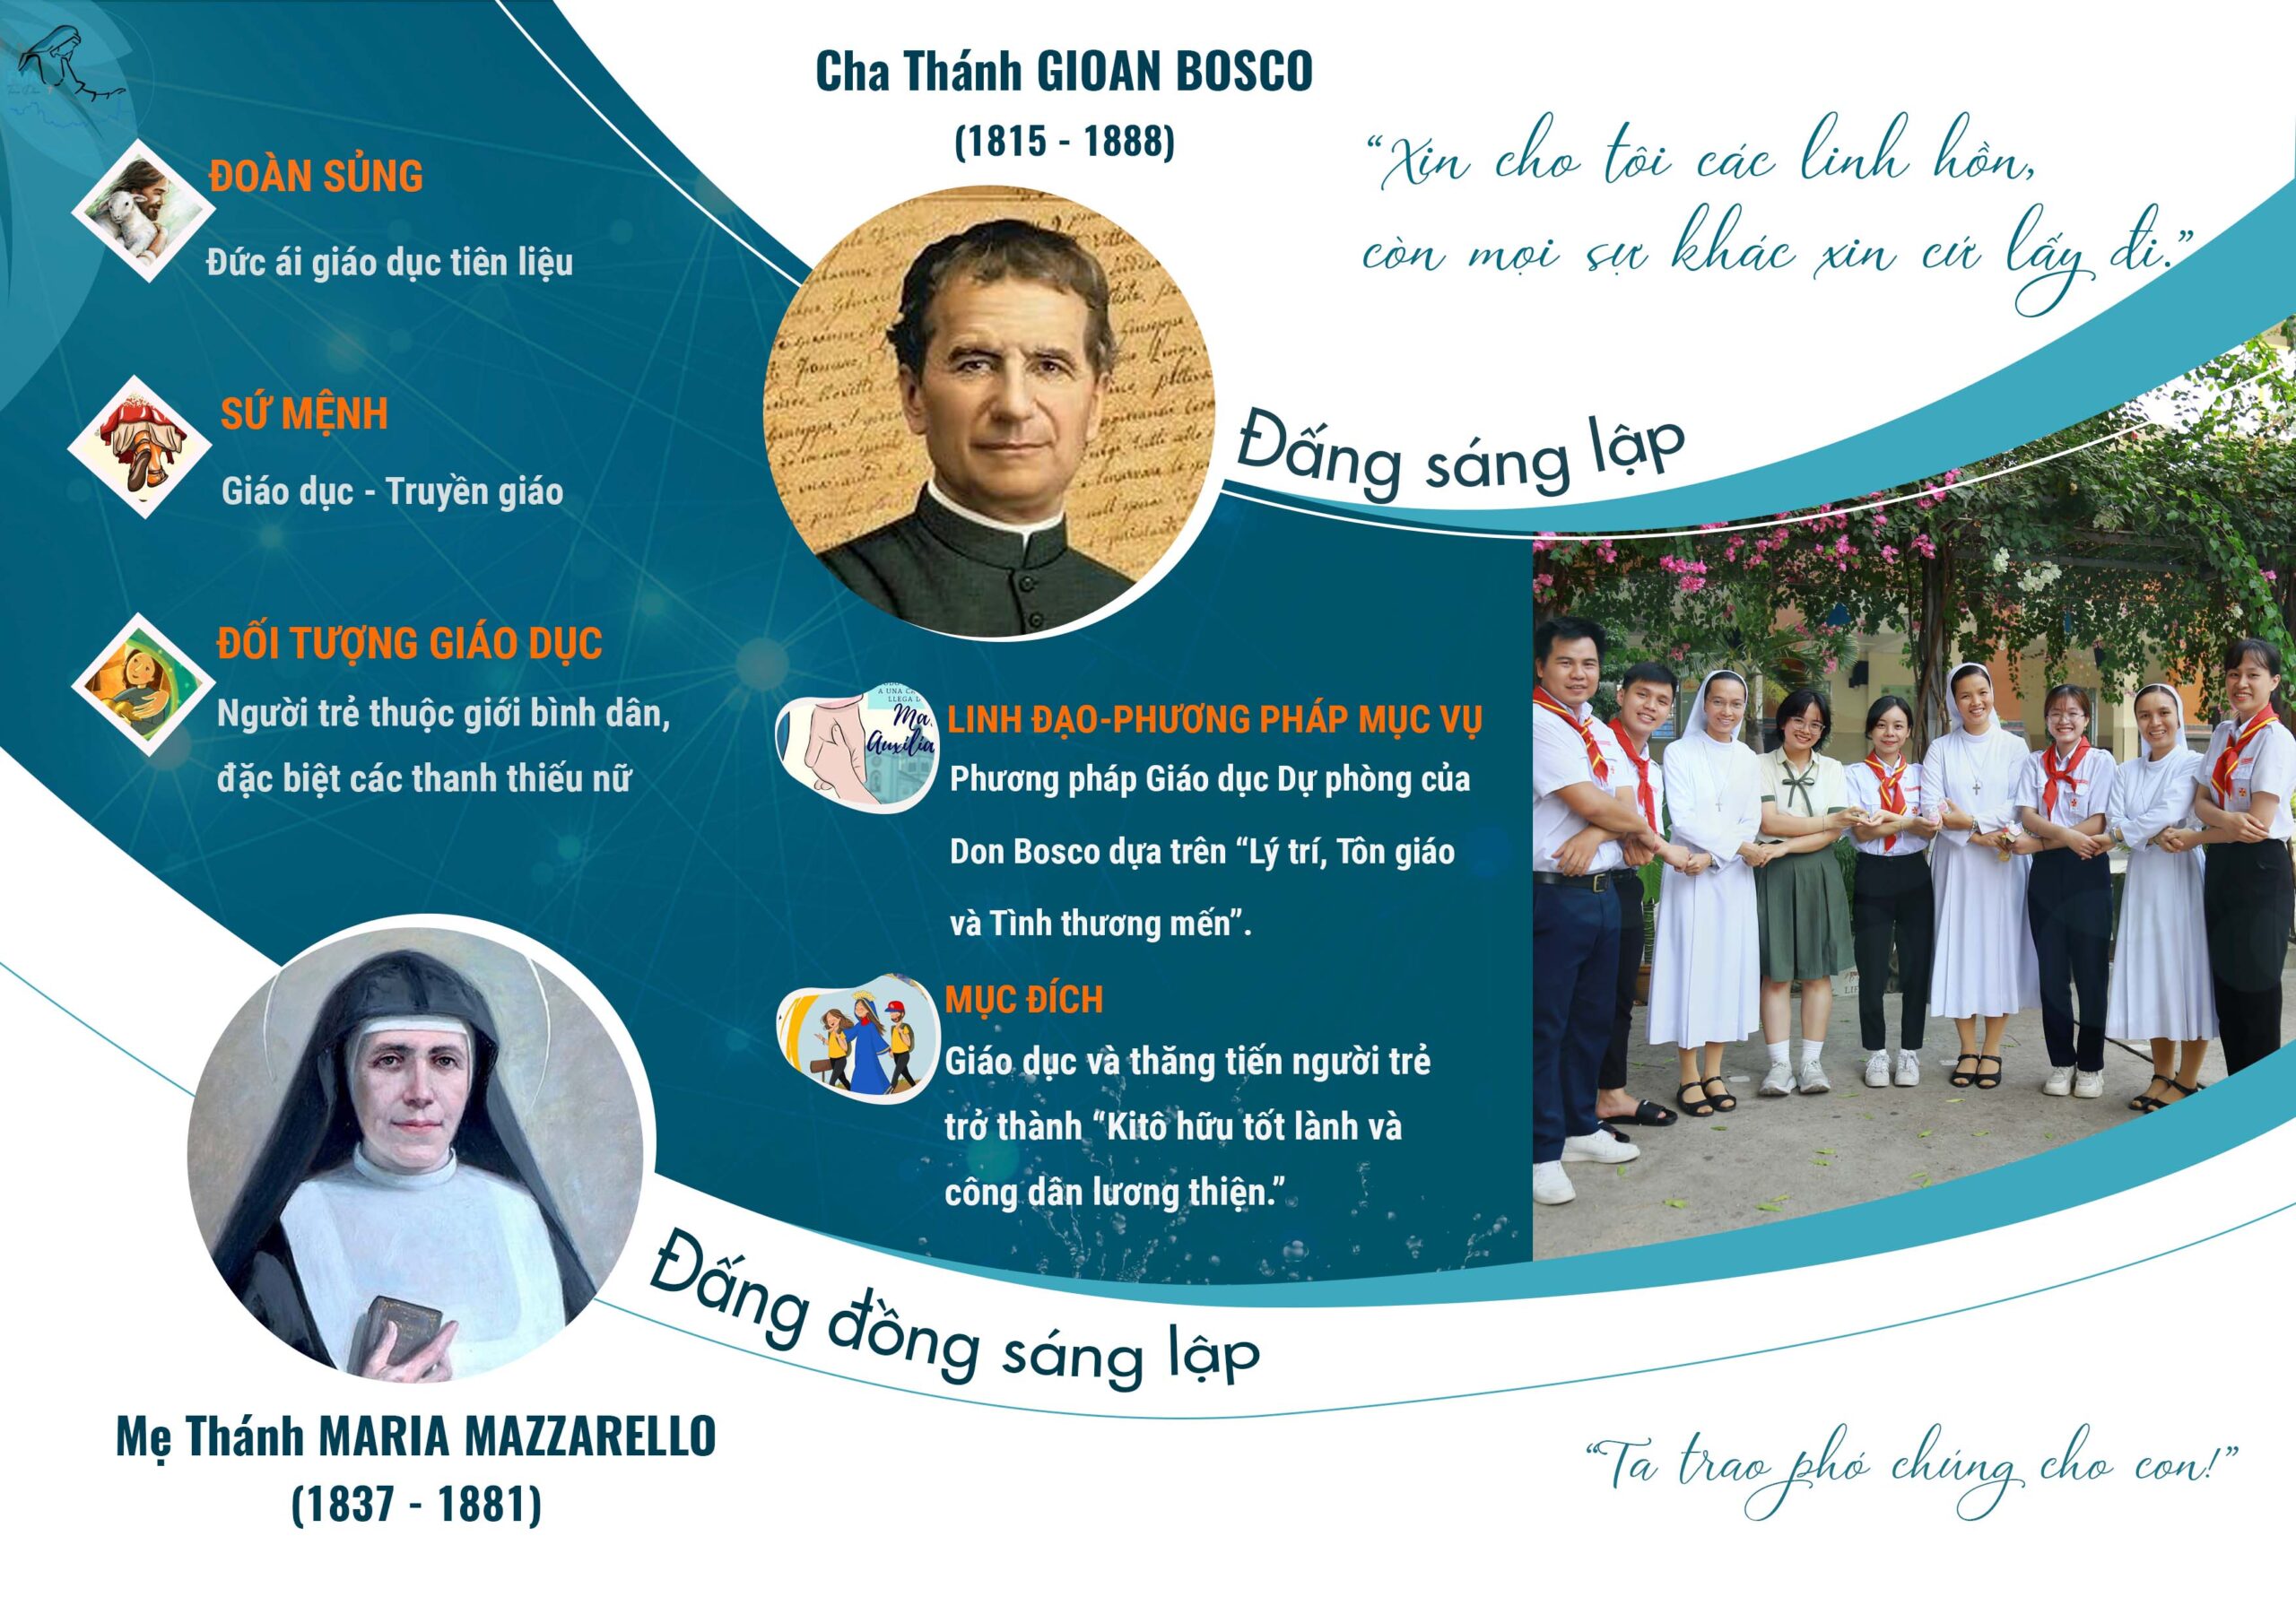 Cha Thánh GIOAN BOSCO
(1815 - 1888)
“Xin cho tôi các linh hồn,
còn mọi sự khác xin cứ lấy đi.”
Đấng sáng lập
ĐOÀN SỦNG
Đức ái giáo dục tiên liệu
SỨ MỆNH
Giáo dục - Truyền giáo
ĐỐI TƯỢNG GIÁO DỤC
Người trẻ thuộc giới bình dân,
đặc biệt các thanh thiếu nữ
A UNA CA
LLEGA D
Ma.
Auxilia
LINH ĐẠO-PHƯƠNG PHÁP MỤC VỤ
Phương pháp Giáo dục Dự phòng của
Don Bosco dựa trên “Lý trí, Tôn giáo
và Tình thương mến”.
MỤC ĐÍCH
Giáo dục và thăng tiến người trẻ
trở thành “Kitô hữu tốt lành và
công dân lương thiện.”
Đấng đồng sáng lập
Mẹ Thánh MARIA MAZZARELLO
(1837 - 1881)
“Ta trao phó chúng cho con!”